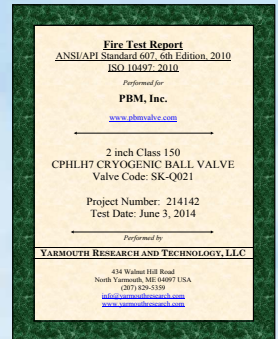 Fire Test Report
ANSI/API Standard 607, 6th Edition, 2010
ISO 10497: 2010
Performed for
PBM, Inc.
www.pbmvalve.com
2 inch Class 150
CPHLH7 CRYOGENIC BALL VALVE
Valve Code: SK-Q021
Project Number: 214142
Test Date: June 3, 2014
Performed by
YARMOUTH RESEARCH AND TECHNOLOGY, LLC
434 Walnut Hill Road
North Yarmouth, ME 04097 USA
(207) 829-5359
info@yarmouthresearch.com
www.yarmouthresearch.com